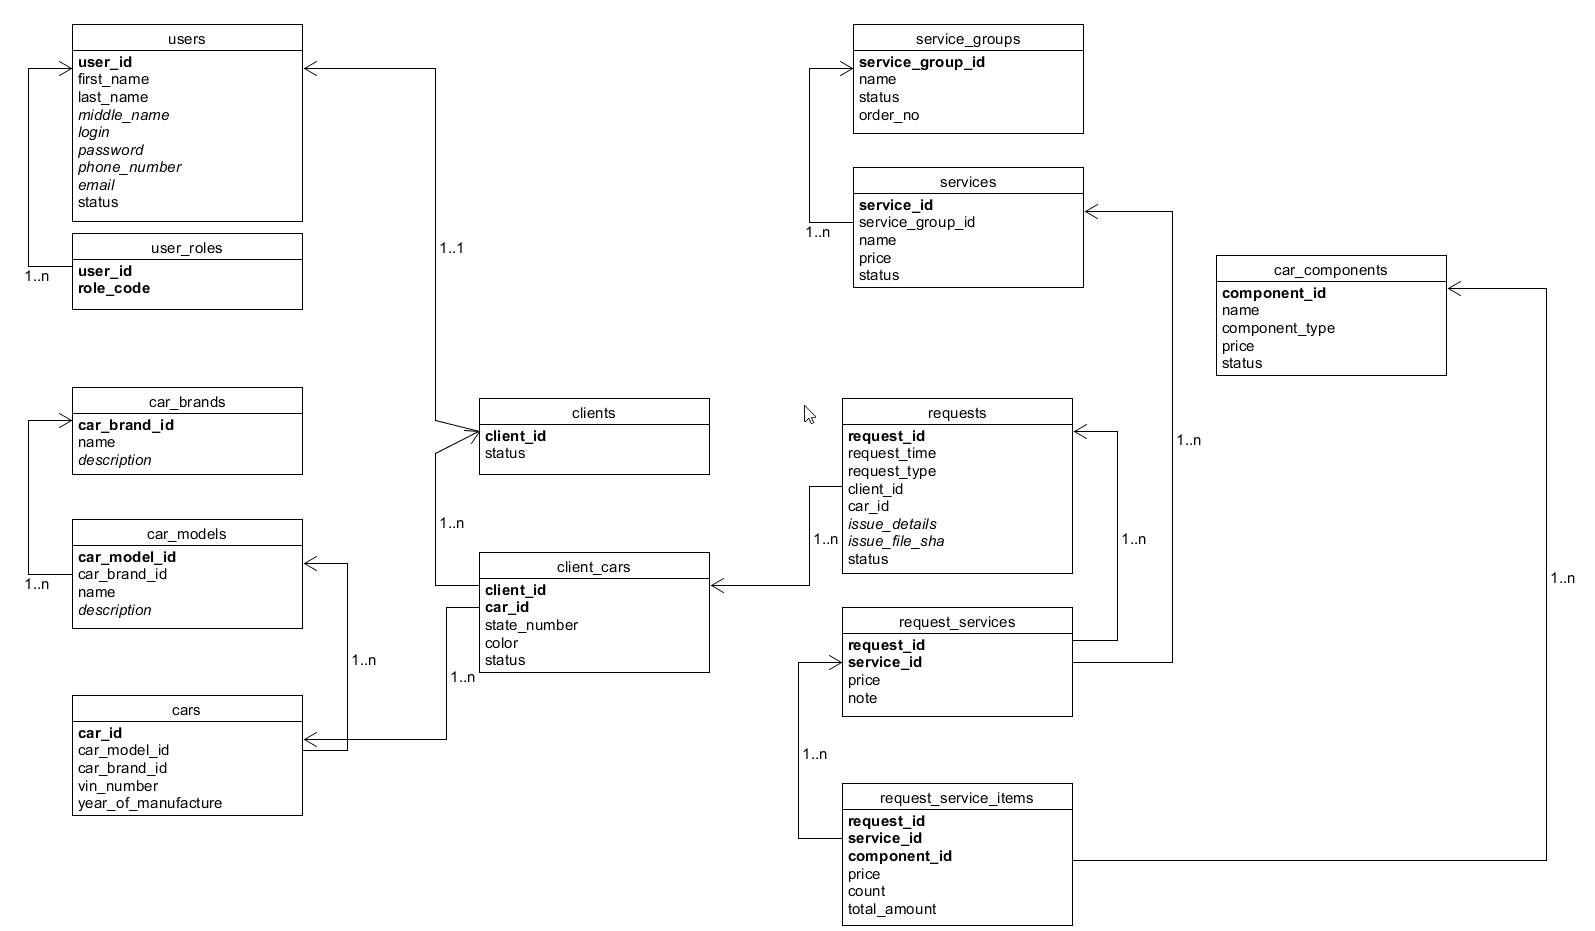 users
user_id
first_name
last_name
middle_name
login
password
phone_number
email
status
user_roles
user_id
role_code
1..n
1..1
car_brands
car_brand_id
name
description
car_models
car_model_id
car_brand_id
name
description
1..n
1..n
cars
car_id
car_model_id
car_brand_id
vin_number
year_of_manufacture
clients
client_id
status
1..n
client_cars
client_id
car_id
state_number
color
status
1..n
service_groups
service_group_id
name
status
order_no
services
service_id
service_group_id
name
price
status
1..n
car_components
component_id
name
component_type
price
status
requests
request_id
request_time
request_type
client_id
car_id
issue_details
issue_file_sha
status
1..n
1..n
1..n
1..n
request_services
request_id
service_id
price
note
1..n
request_service_items
request_id
service_id
component_id
price
count
total_amount